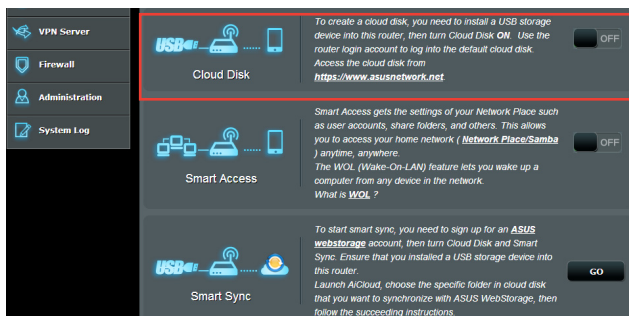 VPN Server
Firewall
Administration
System Log
USB
Cloud Disk
To create a cloud disk, you need to install a USB storage
device into this router, then turn Cloud Disk ON. Use the
router login account to log into the default cloud disk.
Access the cloud disk from
https://www.asusnetwork.net.
OFF
Smart Access
Smart Access gets the settings of your Network Place such
as user accounts, share folders, and others. This allows
you to access your home network ( Network Place/Samba
) anytime, anywhere.
The WOL (Wake-On-LAN) feature lets you wake up a
computer from any device in the network.
What is WOL ?
OFF
USB
Smart Sync
To start smart sync, you need to sign up for an ASUS
webstorage account, then turn Cloud Disk and Smart
Sync. Ensure that you installed a USB storage device into
this router.
Launch AiCloud, choose the specific folder in cloud disk
that you want to synchronize with ASUS WebStorage, then
follow the succeeding instructions.
GO